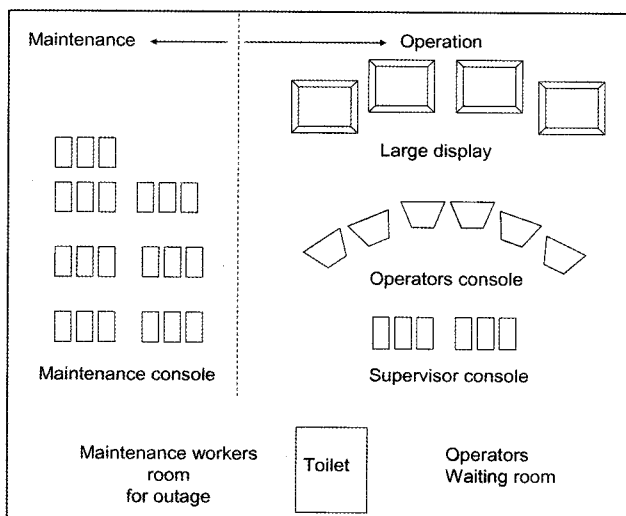 Maintenance
Operation
Large display
Operators console
Maintenance console
Supervisor console
Maintenance workers
room
for outage
Toilet
Operators
Waiting room